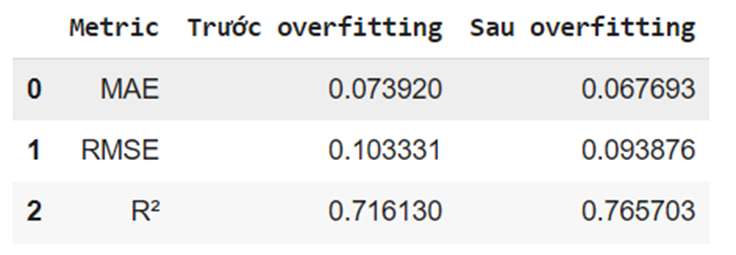 Metric Trước overfitting Sau overfitting
0 MAE 0.073920 0.067693
1 RMSE 0.103331 0.093876
2 R² 0.716130 0.765703